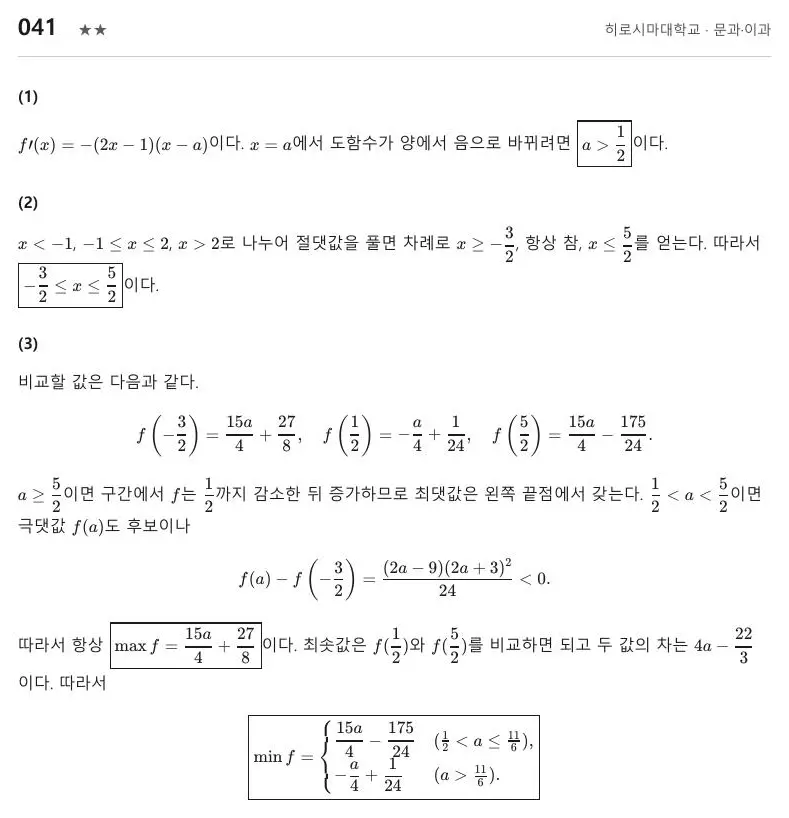 041 ★★ 히로시마대학교 · 문과·이과
(1)
f′(x) = −(2x − 1)(x − a)이다. x = a에서 도함수가 양에서 음으로 바뀌려면 a > 1/2 이다.
(2)
x < −1, −1 ≤ x ≤ 2, x > 2로 나누어 절댓값을 풀면 차례로 x ≥ −3/2, 항상 참, x ≤ 5/2를 얻는다. 따라서
−3/2 ≤ x ≤ 5/2 이다.
(3)
비교할 값은 다음과 같다.
f(−3/2) = 15a/4 + 27/8, f(1/2) = −a/4 + 1/24, f(5/2) = 15a/4 − 175/24.
a ≥ 5/2이면 구간에서 f는 1/2까지 감소한 뒤 증가하므로 최댓값은 왼쪽 끝점에서 갖는다. 1/2 < a < 5/2이면
극댓값 f(a)도 후보이나
f(a) − f(−3/2) = (2a − 9)(2a + 3)²/24 < 0.
따라서 항상 max f = 15a/4 + 27/8 이다. 최솟값은 f(1/2)와 f(5/2)를 비교하면 되고 두 값의 차는 4a − 22/3
이다. 따라서
min f = { 15a/4 − 175/24 (1/2 < a ≤ 11/6),
−a/4 + 1/24 (a > 11/6).